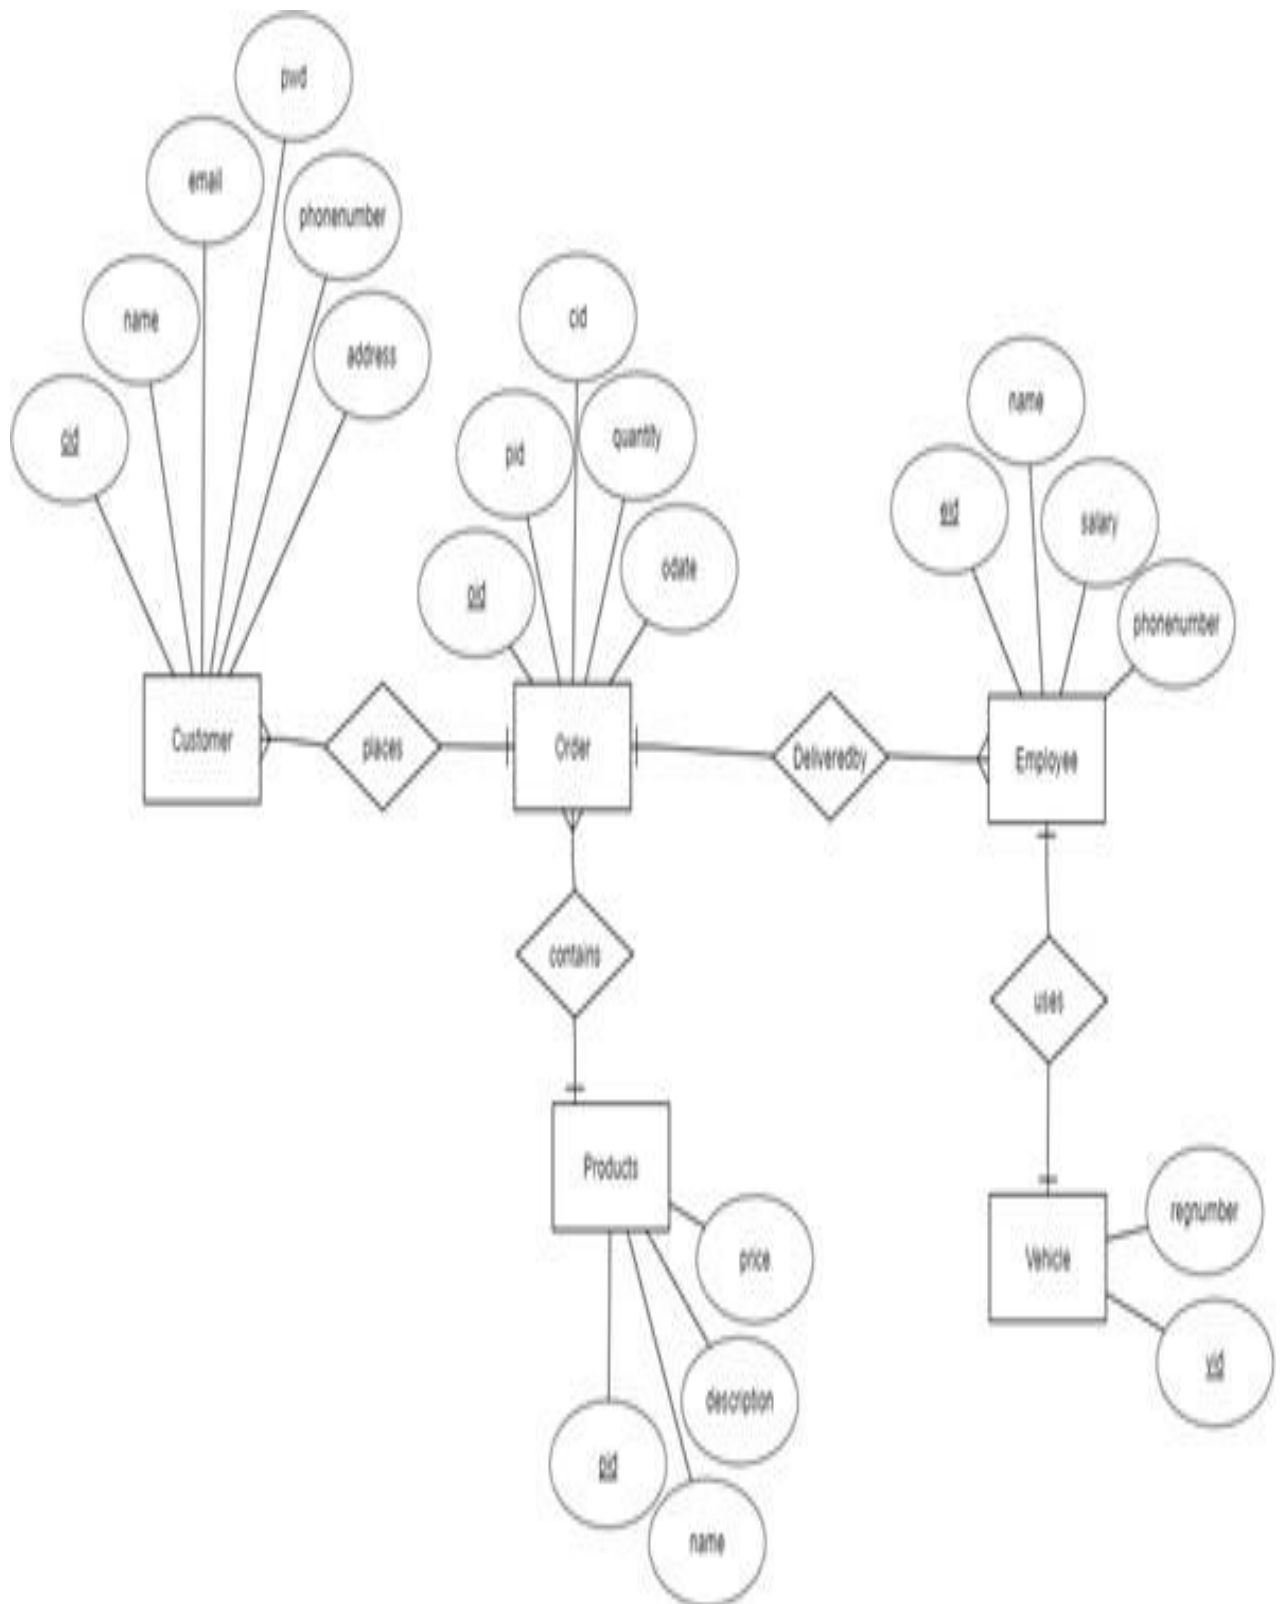 pwd
email
phonenumber
name
address
cid
cid
pid
quantity
oid
odate
name
eid
salary
phonenumber
Customer
places
Order
Deliveredby
Employee
contains
uses
Products
Vehicle
regnumber
price
vid
description
pid
name